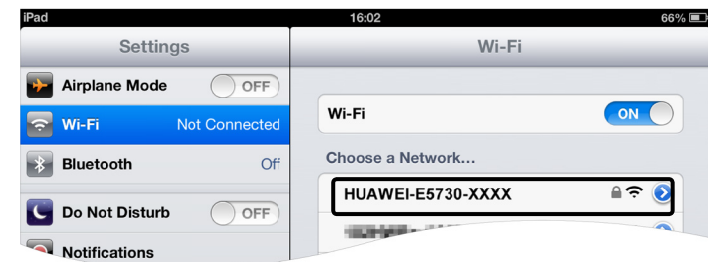 iPad 16:02 66%
Settings
Airplane Mode OFF
Wi-Fi Not Connected
Bluetooth Off
Do Not Disturb OFF
Notifications
Wi-Fi
Wi-Fi ON
Choose a Network...
HUAWEI-E5730-XXXX